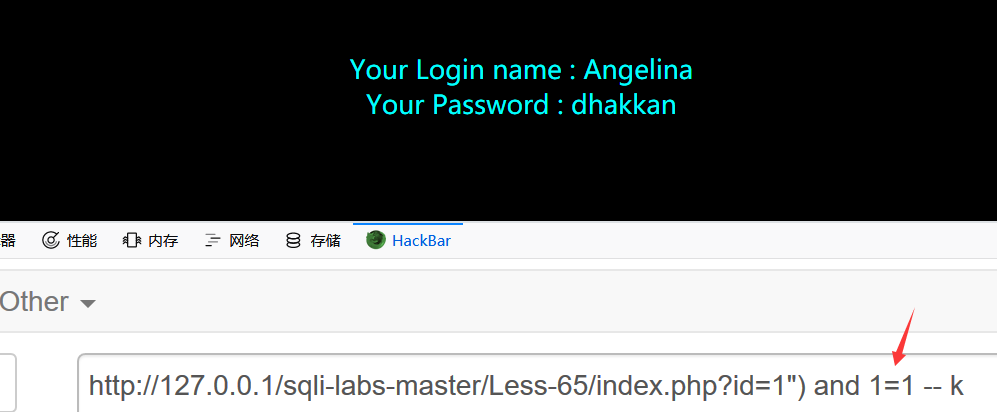 Your Login name : Angelina
Your Password : dhakkan
器 性能 内存 网络 存储 HackBar
Other
http://127.0.0.1/sqli-labs-master/Less-65/index.php?id=1") and 1=1 -- k